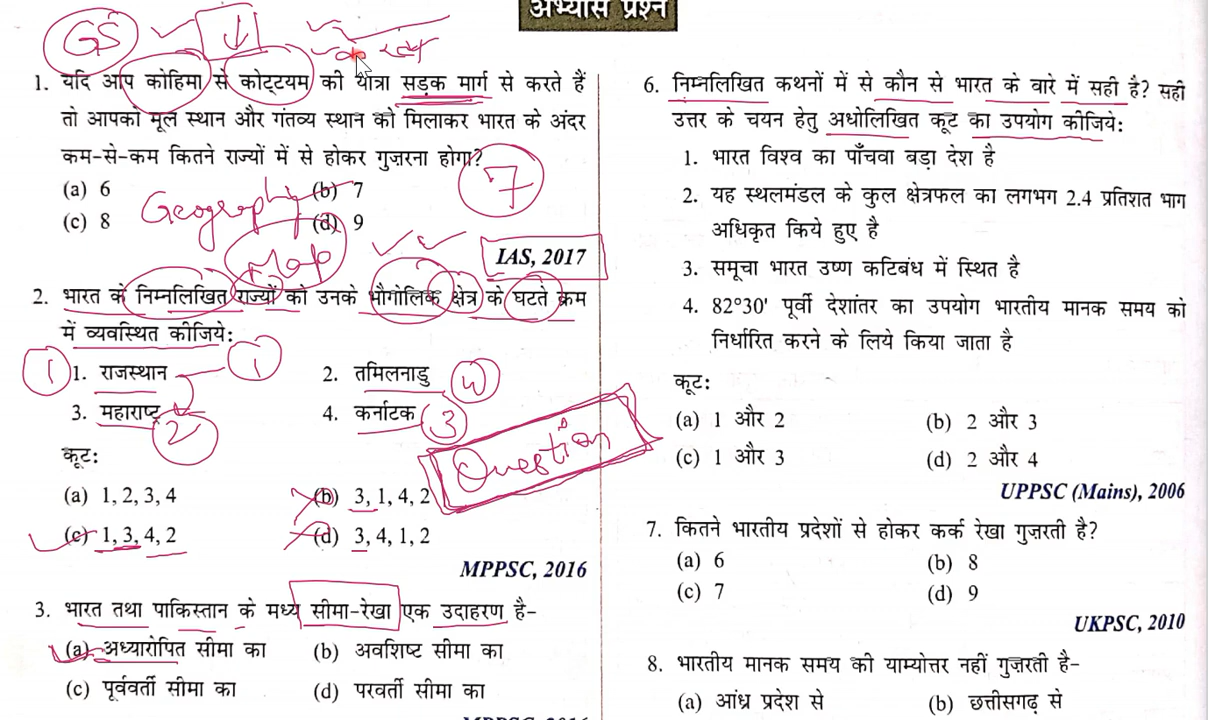 अभ्यास प्रश्न
GS
1. यदि आप कोहिमा से कोट्टयम की यात्रा सड़क मार्ग से करते हैं
तो आपको मूल स्थान और गंतव्य स्थान को मिलाकर भारत के अंदर
कम-से-कम कितने राज्यों में से होकर गुज़रना होगा?
(a) 6 (b) 7
(c) 8 (d) 9
7
Geography
Map
IAS, 2017
2. भारत के निम्नलिखित राज्यों को उनके भौगोलिक क्षेत्र के घटते क्रम
में व्यवस्थित कीजिये:
1 1. राजस्थान 1 2. तमिलनाडु 4
3. महाराष्ट्र 2 4. कर्नाटक 3
Question
कूट:
(a) 1, 2, 3, 4 (b) 3, 1, 4, 2
(c) 1, 3, 4, 2 (d) 3, 4, 1, 2
MPPSC, 2016
3. भारत तथा पाकिस्तान के मध्य सीमा-रेखा एक उदाहरण है-
(a) अध्यारोपित सीमा का (b) अवशिष्ट सीमा का
(c) पूर्ववर्ती सीमा का (d) परवर्ती सीमा का
6. निम्नलिखित कथनों में से कौन से भारत के बारे में सही है? सही
उत्तर के चयन हेतु अधोलिखित कूट का उपयोग कीजिये:
1. भारत विश्व का पाँचवा बड़ा देश है
2. यह स्थलमंडल के कुल क्षेत्रफल का लगभग 2.4 प्रतिशत भाग
अधिकृत किये हुए है
3. समूचा भारत उष्ण कटिबंध में स्थित है
4. 82°30' पूर्वी देशांतर का उपयोग भारतीय मानक समय को
निर्धारित करने के लिये किया जाता है
कूट:
(a) 1 और 2 (b) 2 और 3
(c) 1 और 3 (d) 2 और 4
UPPSC (Mains), 2006
7. कितने भारतीय प्रदेशों से होकर कर्क रेखा गुज़रती है?
(a) 6 (b) 8
(c) 7 (d) 9
UKPSC, 2010
8. भारतीय मानक समय की याम्योत्तर नहीं गुज़रती है-
(a) आंध्र प्रदेश से (b) छत्तीसगढ़ से